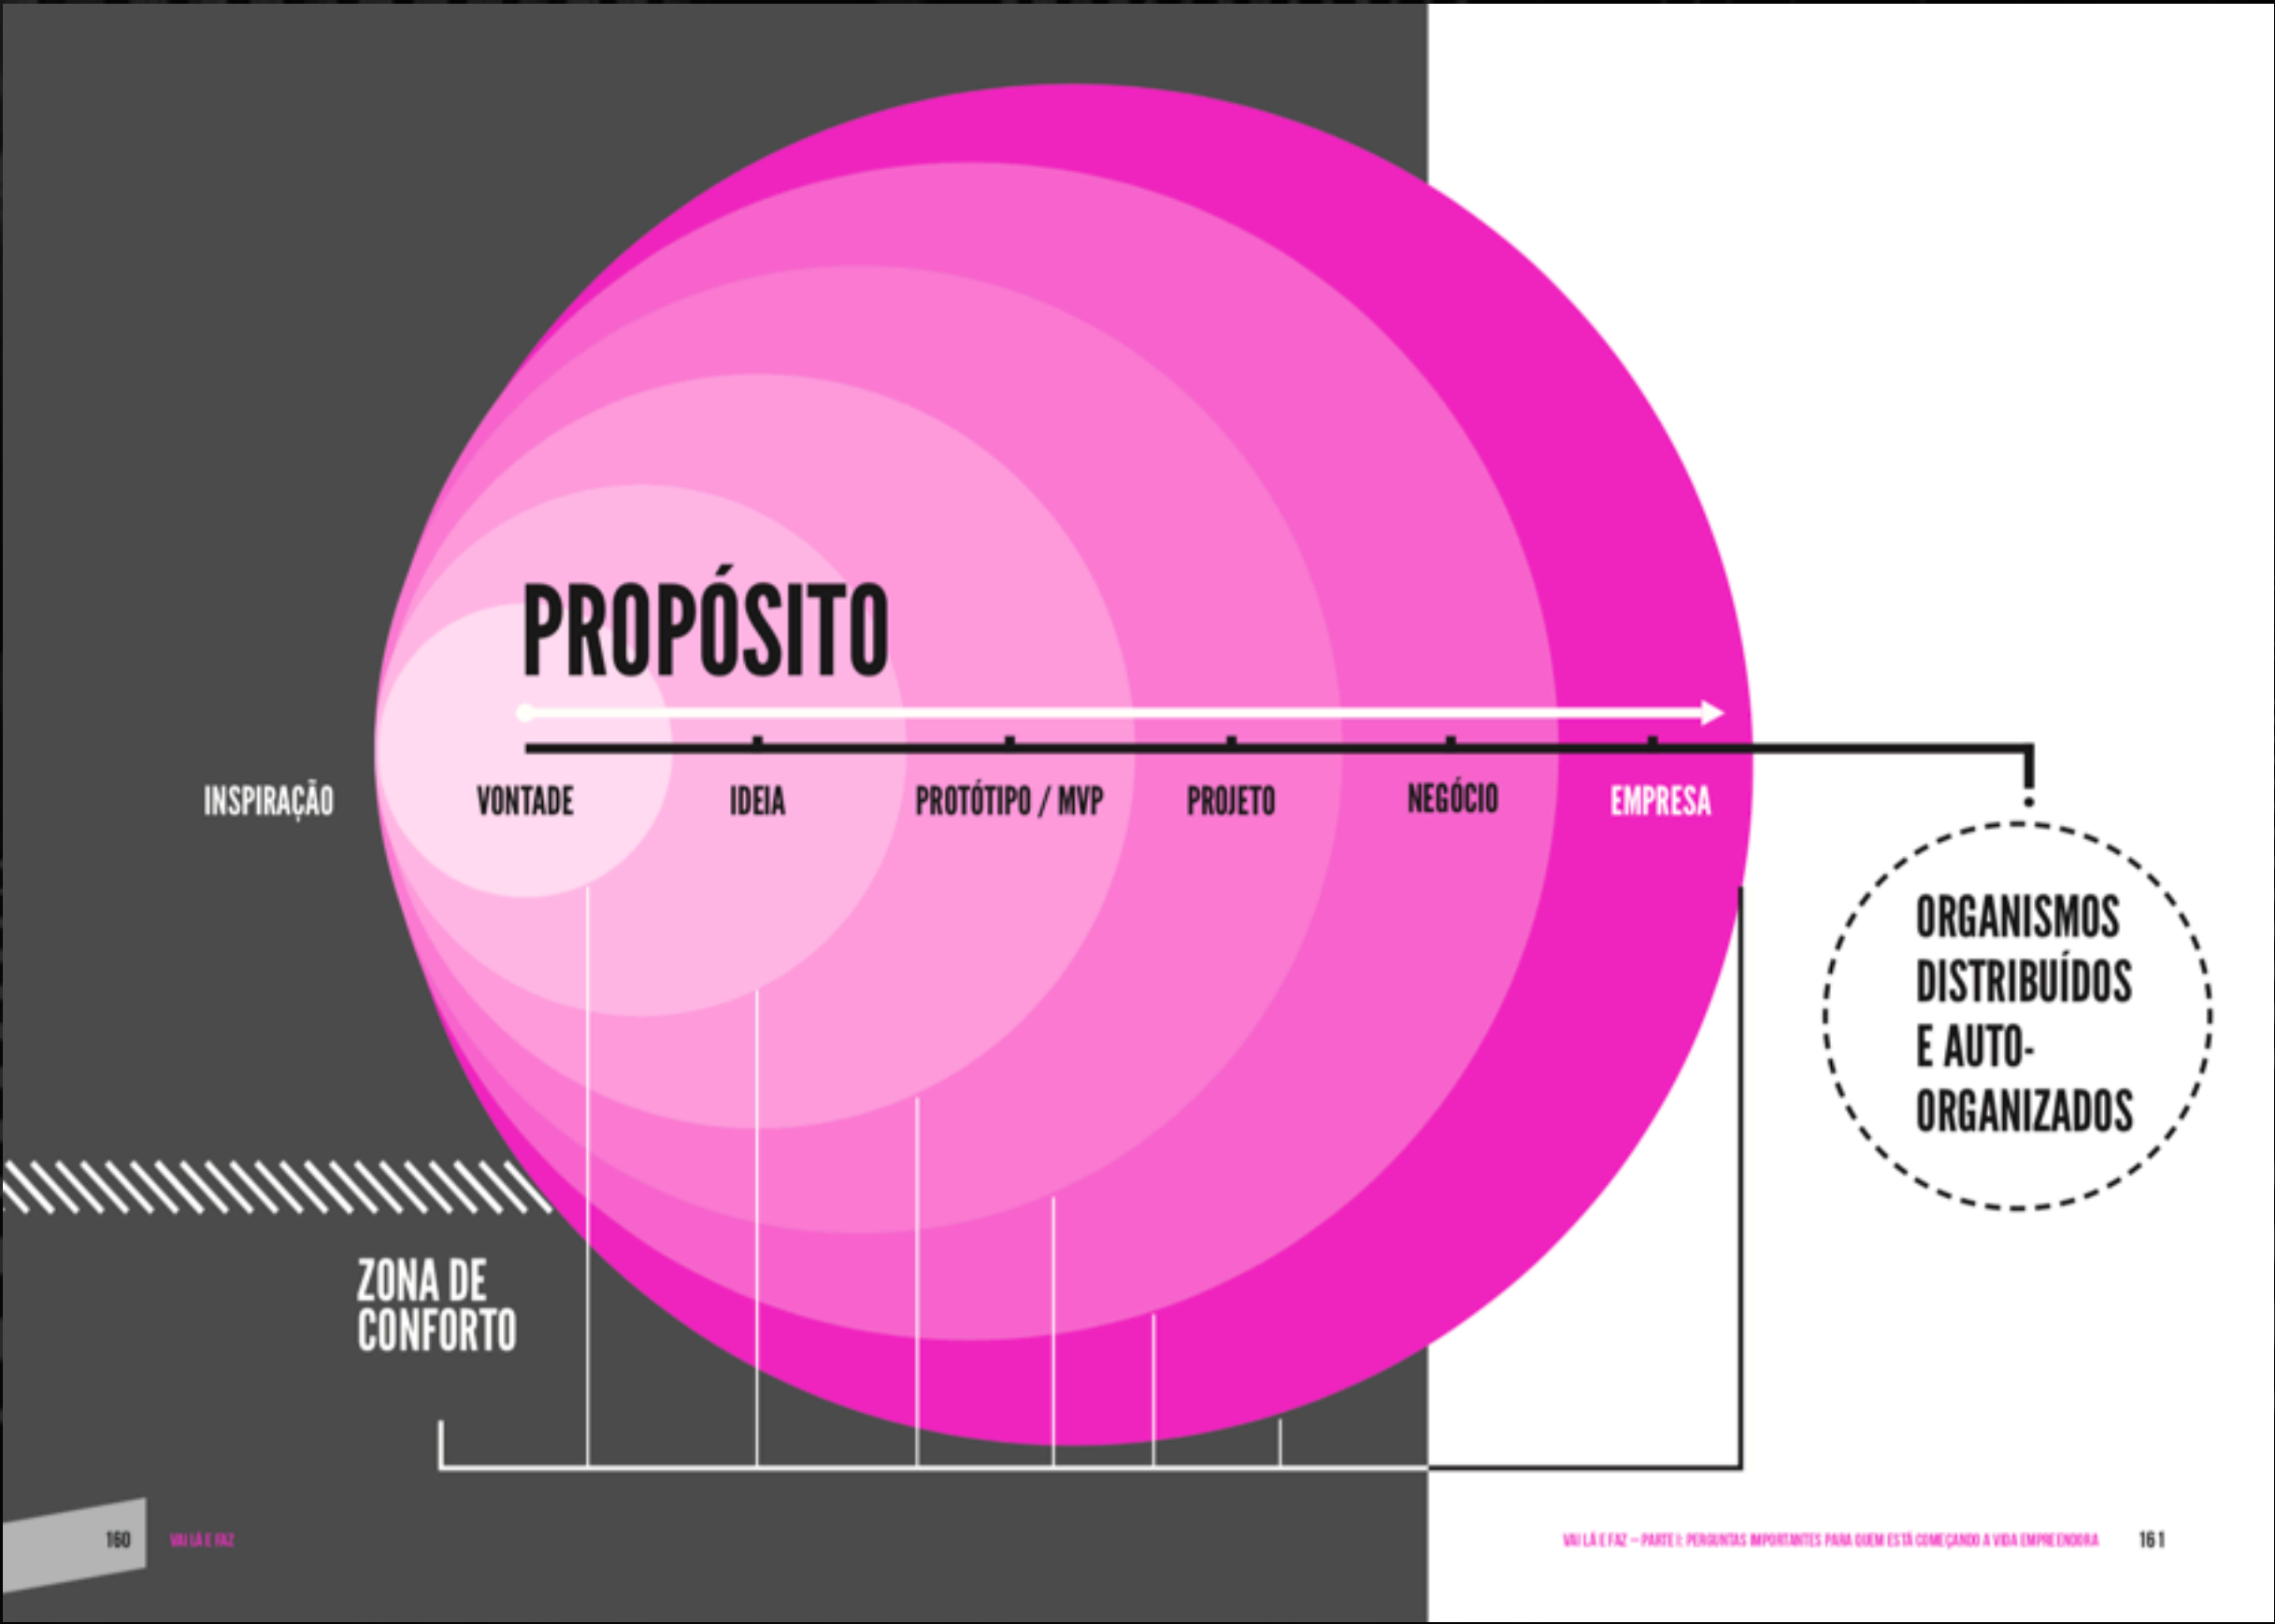 PROPÓSITO
INSPIRAÇÃO
VONTADE
IDEIA
PROTÓTIPO / MVP
PROJETO
NEGÓCIO
EMPRESA
ORGANISMOS
DISTRIBUÍDOS
E AUTO-
ORGANIZADOS
ZONA DE
CONFORTO
160
VAI LÁ E FAZ
VAI LÁ E FAZ – PARTE I: PERGUNTAS IMPORTANTES PARA QUEM ESTÁ COMEÇANDO A VIDA EMPREENDORA
161